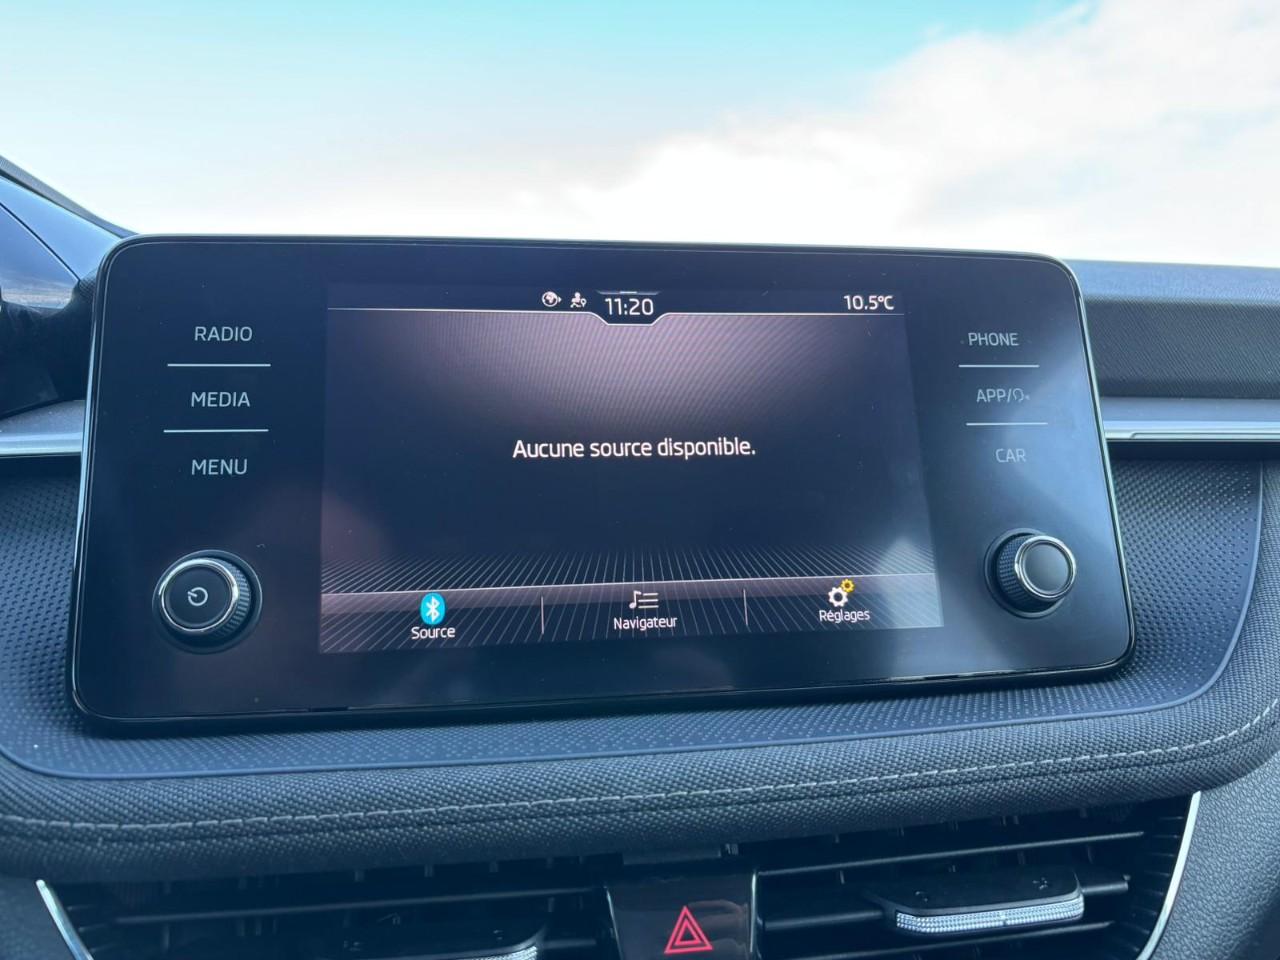 11:20
10.5°C
RADIO
MEDIA
MENU
PHONE
APP/
CAR
Aucune source disponible.
Source
Navigateur
Réglages